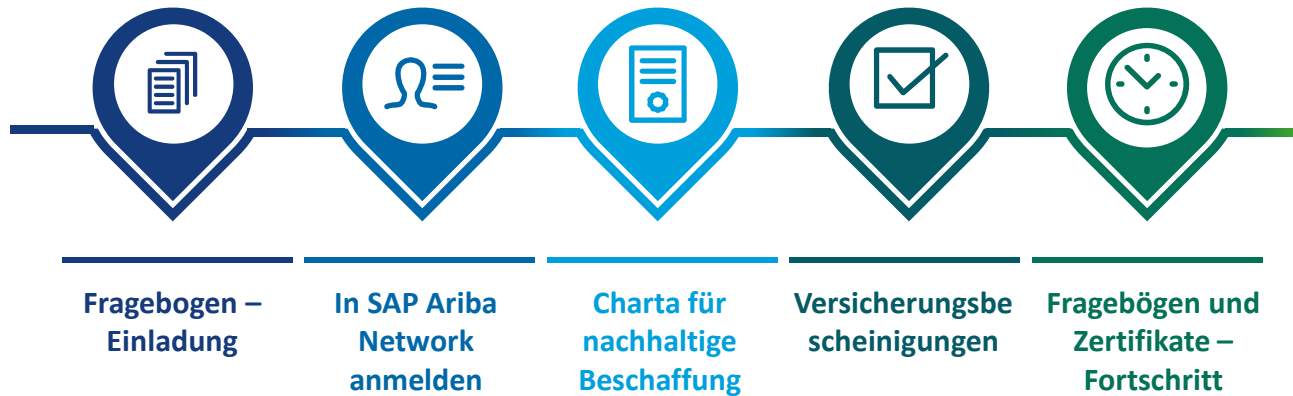 Fragebogen –
Einladung
In SAP Ariba
Network
anmelden
Charta für
nachhaltige
Beschaffung
Versicherungsbe
scheinigungen
Fragebögen und
Zertifikate –
Fortschritt